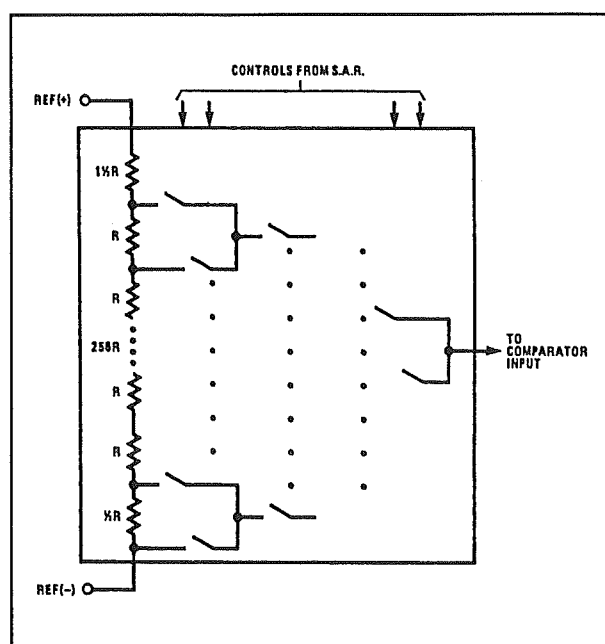 CONTROLS FROM S.A.R.
REF(+)
1½R
R
R
256R
R
R
½R
REF(−)
TO
COMPARATOR
INPUT